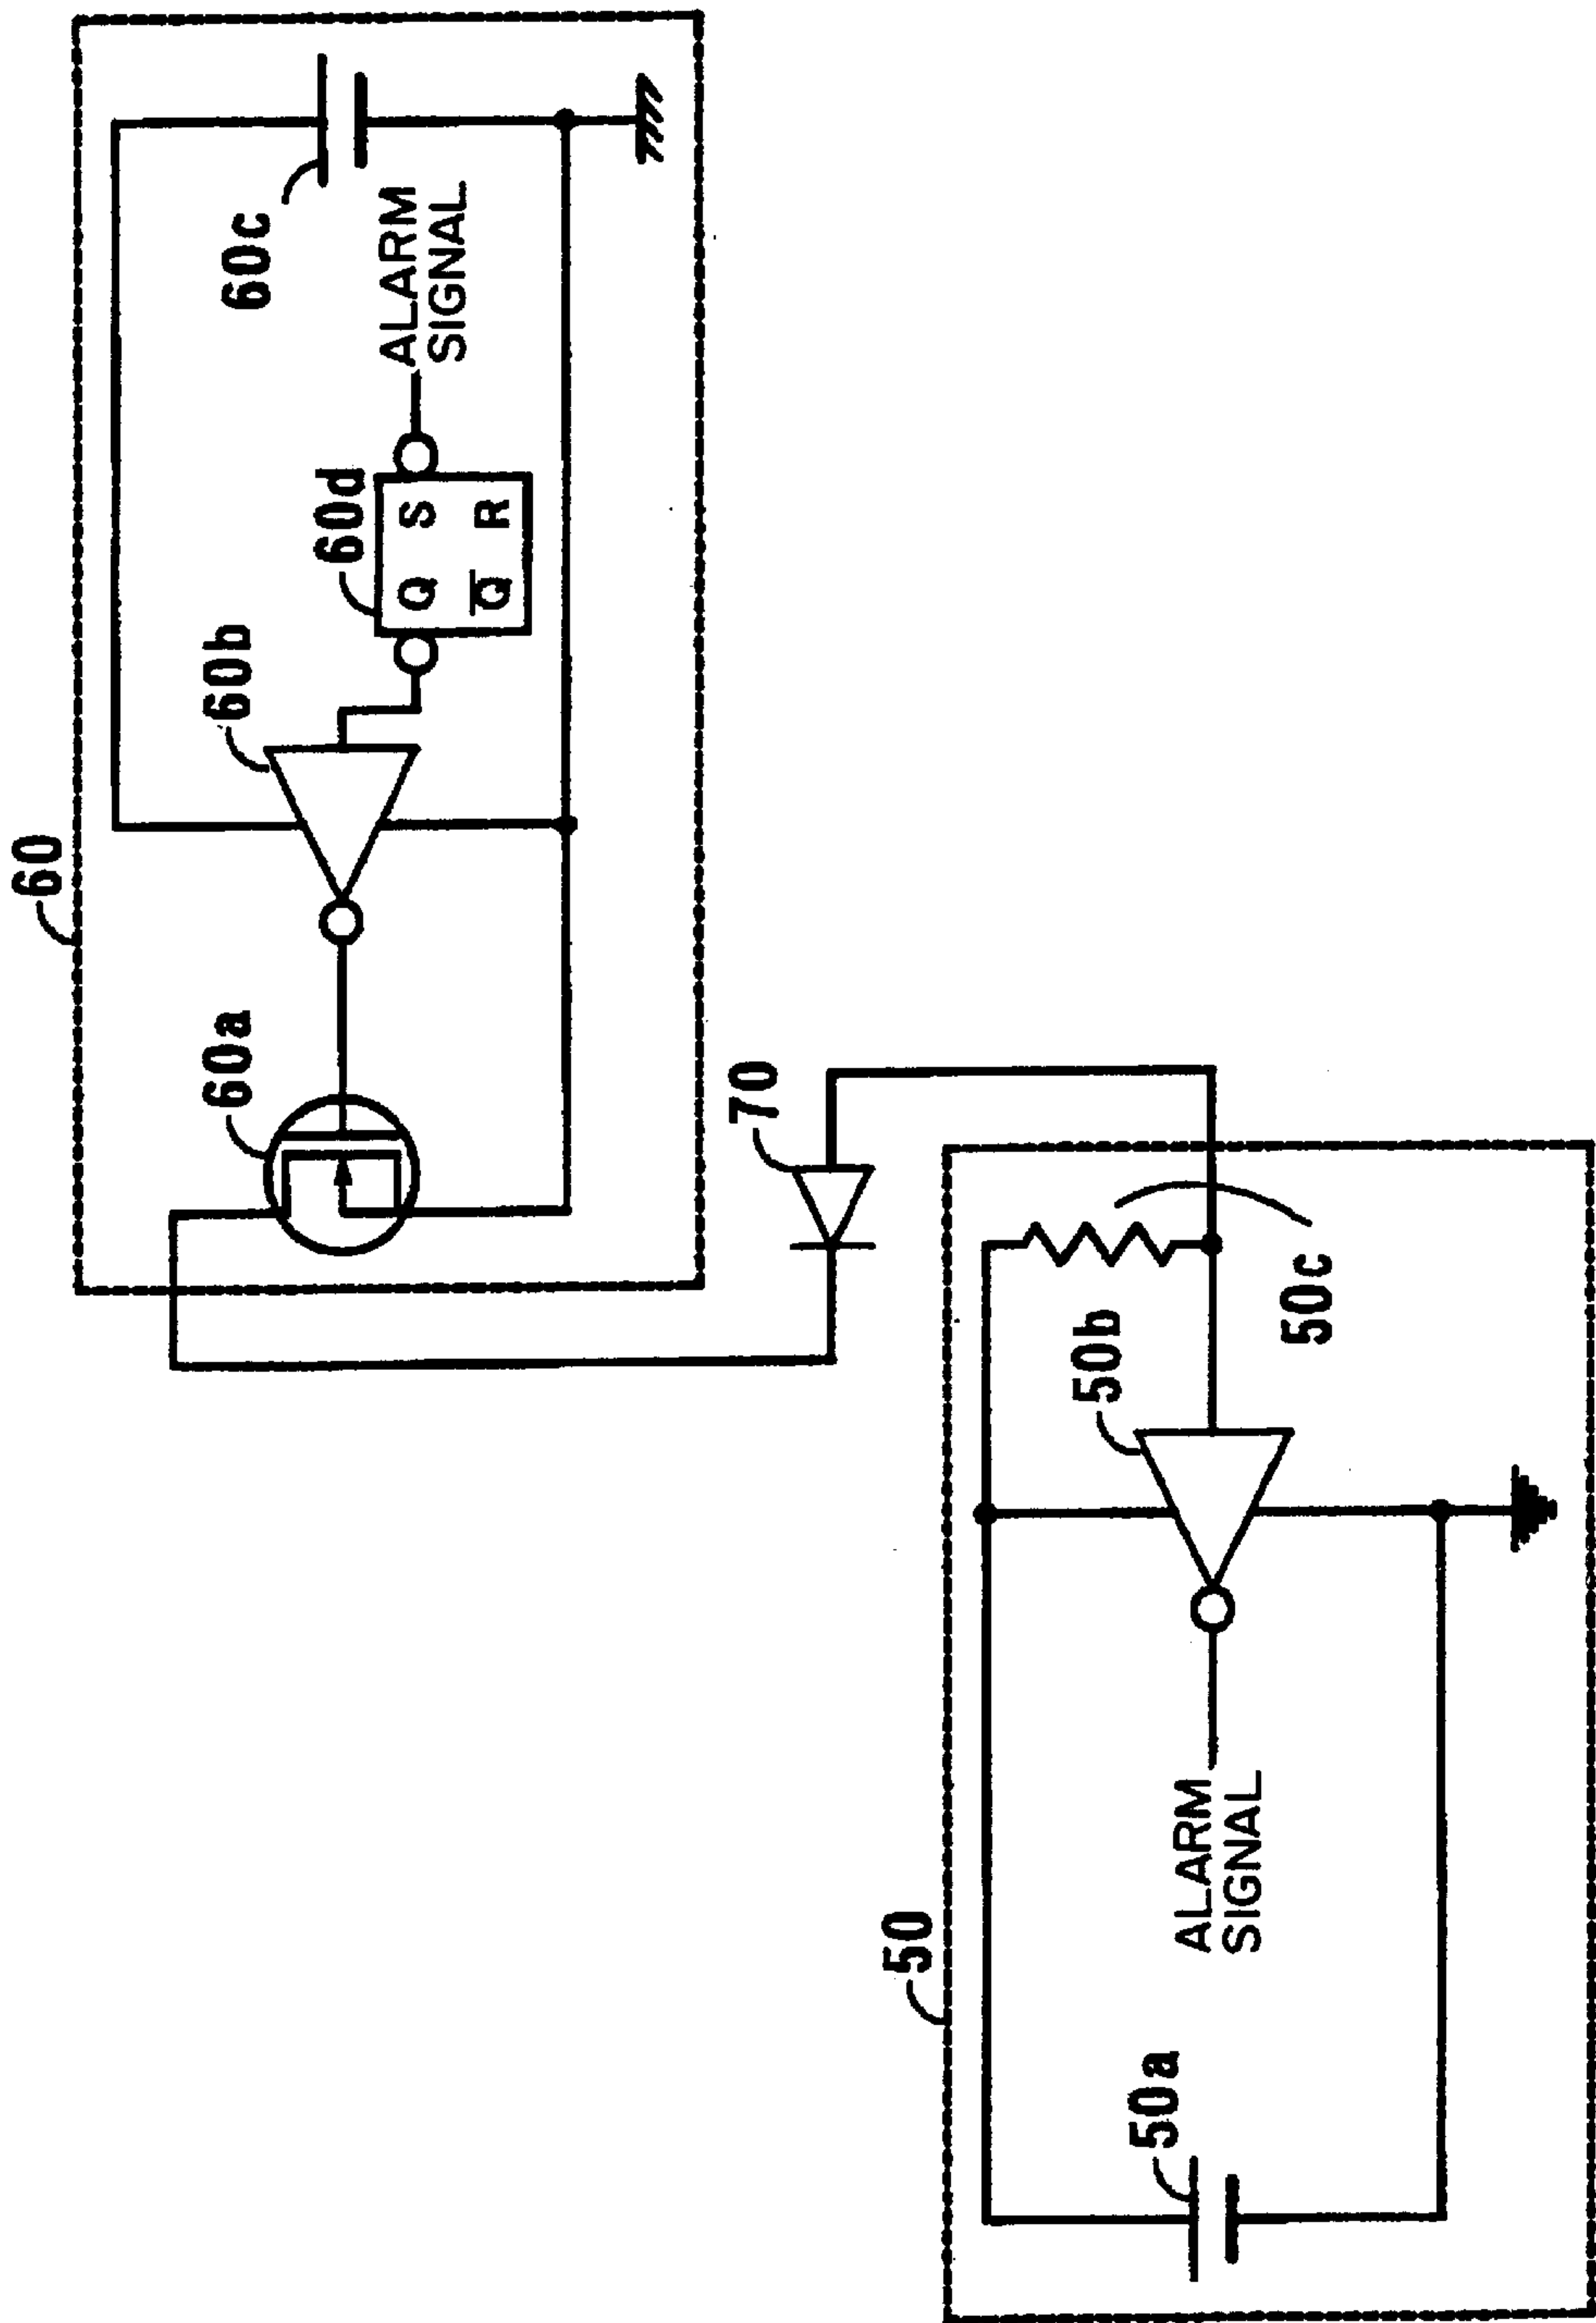 60
60a
60b
60d
60c
Q S
Q̅ R
ALARM
SIGNAL
70
50
50a
50b
50c
ALARM
SIGNAL